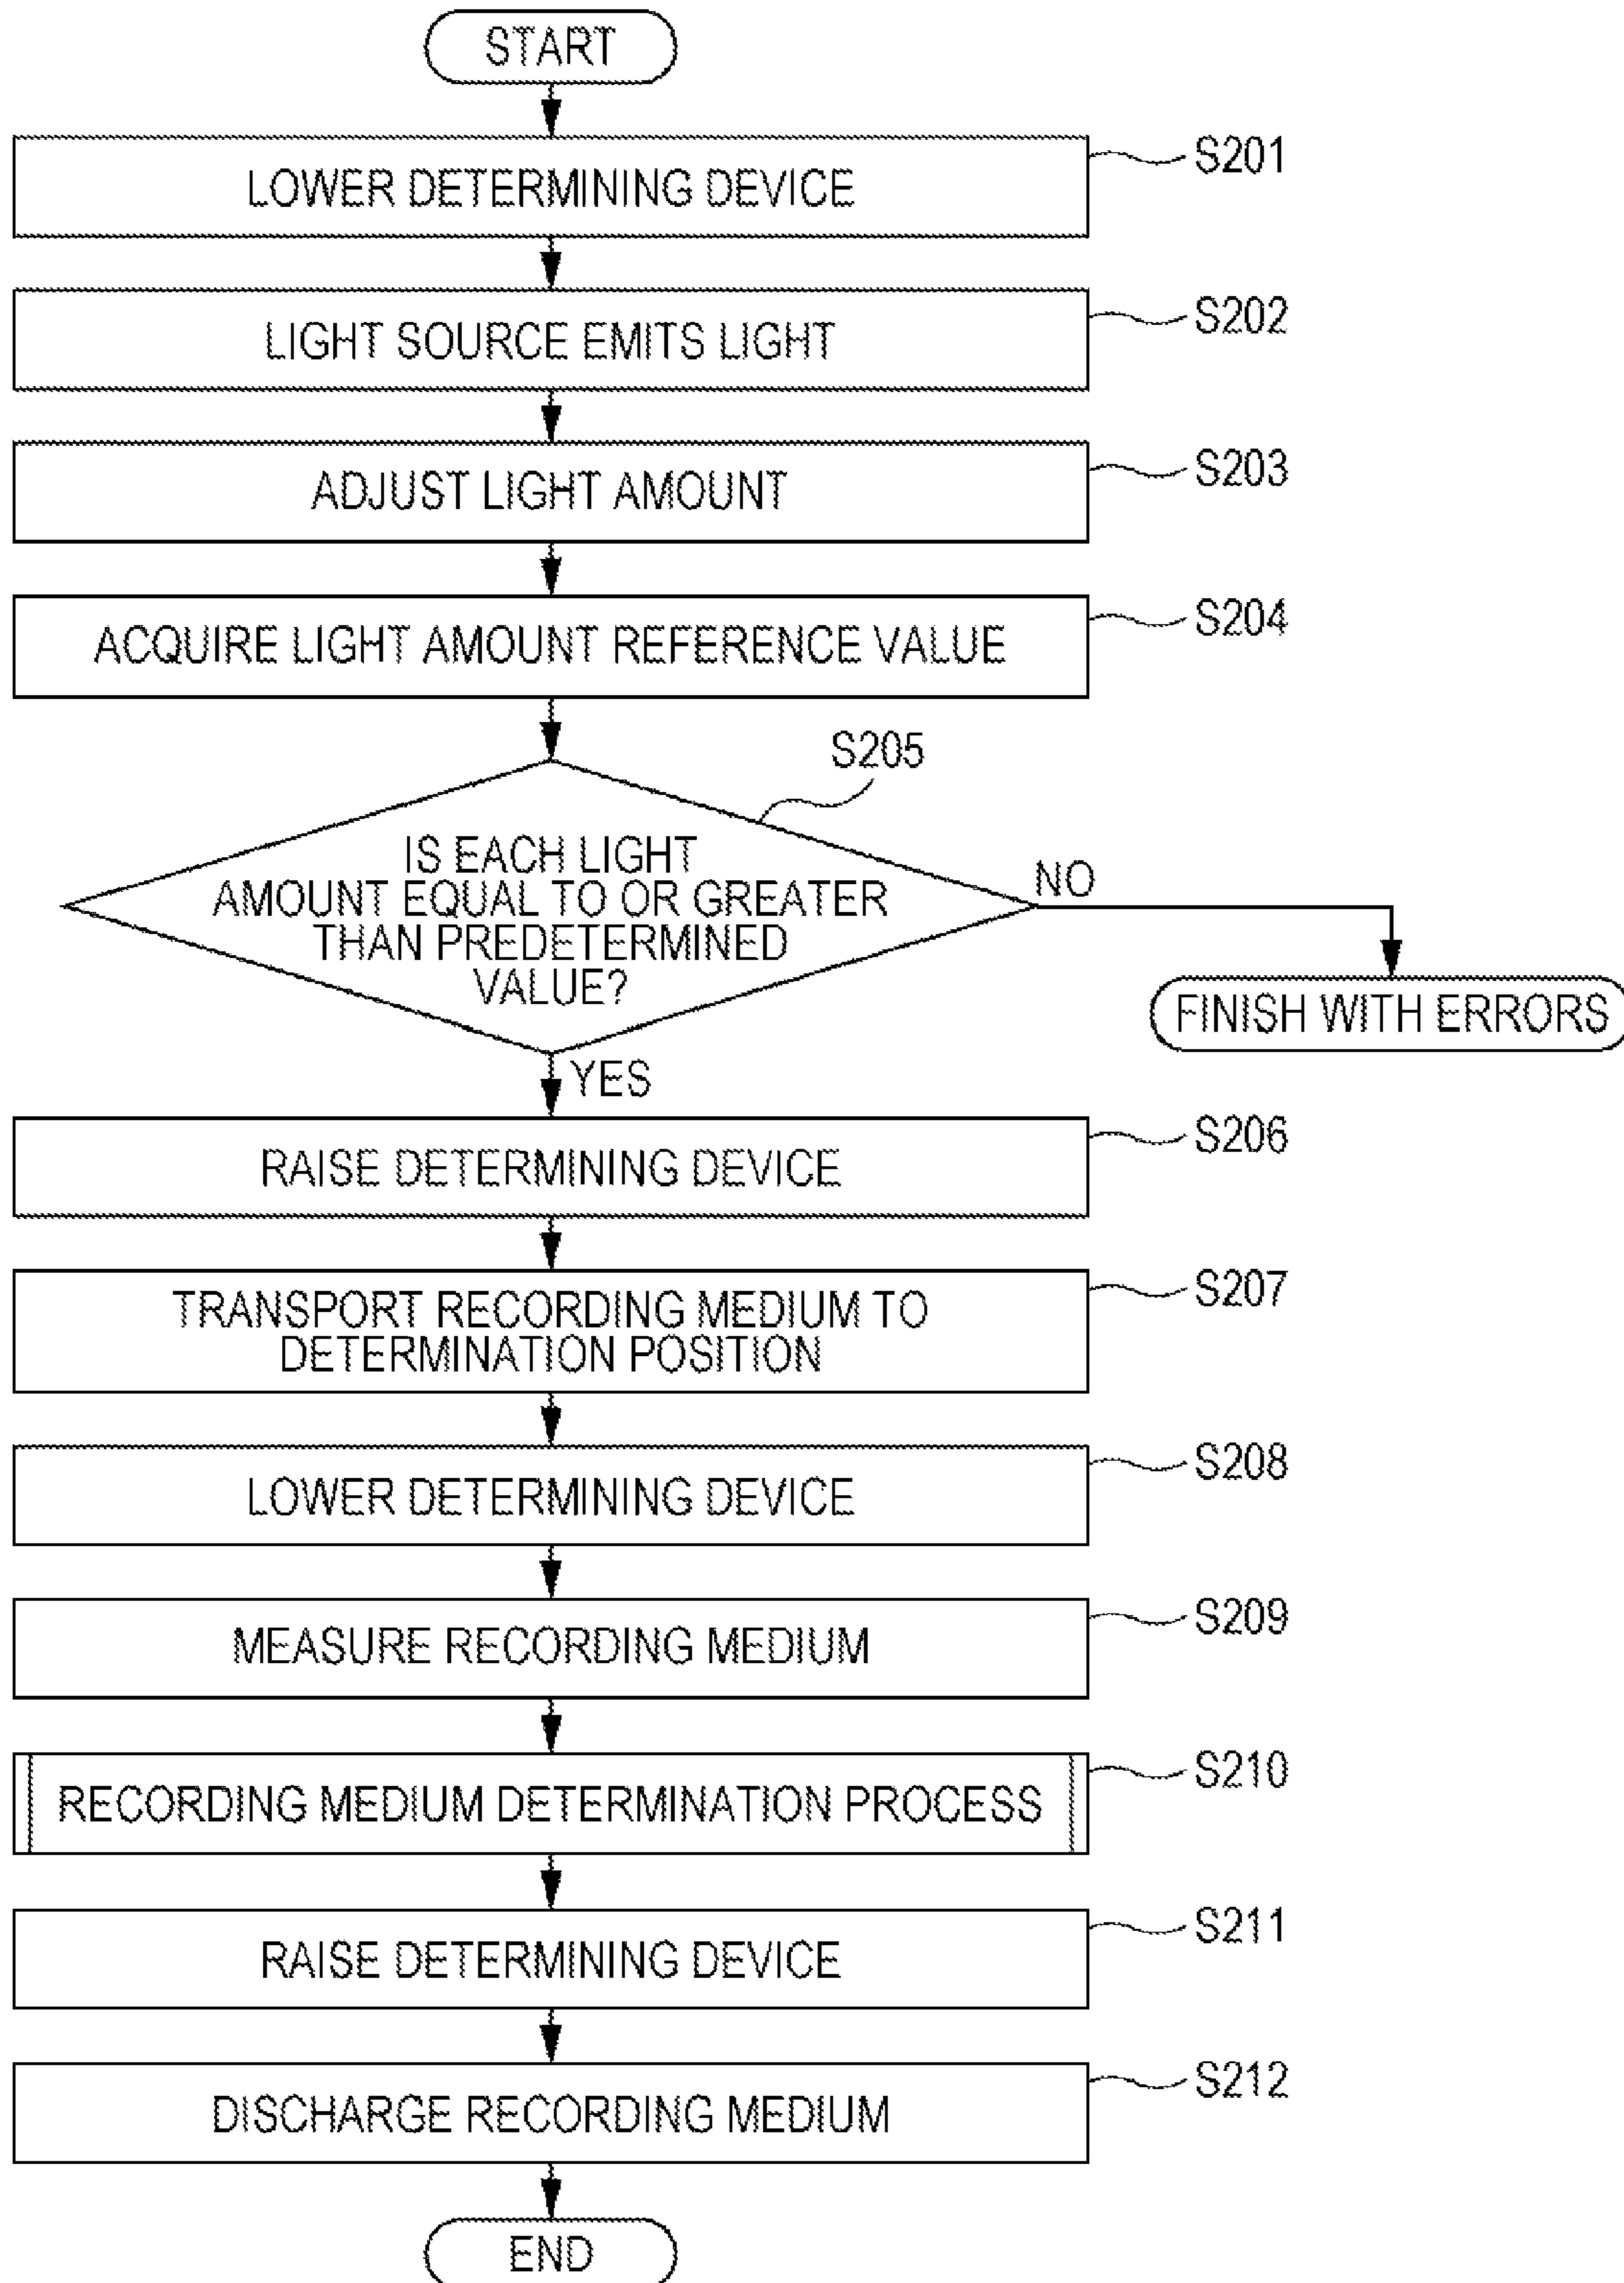 START
LOWER DETERMINING DEVICE
S201
LIGHT SOURCE EMITS LIGHT
S202
ADJUST LIGHT AMOUNT
S203
ACQUIRE LIGHT AMOUNT REFERENCE VALUE
S204
S205
IS EACH LIGHT
AMOUNT EQUAL TO OR GREATER
THAN PREDETERMINED
VALUE?
NO
FINISH WITH ERRORS
YES
RAISE DETERMINING DEVICE
S206
TRANSPORT RECORDING MEDIUM TO
DETERMINATION POSITION
S207
LOWER DETERMINING DEVICE
S208
MEASURE RECORDING MEDIUM
S209
RECORDING MEDIUM DETERMINATION PROCESS
S210
RAISE DETERMINING DEVICE
S211
DISCHARGE RECORDING MEDIUM
S212
END